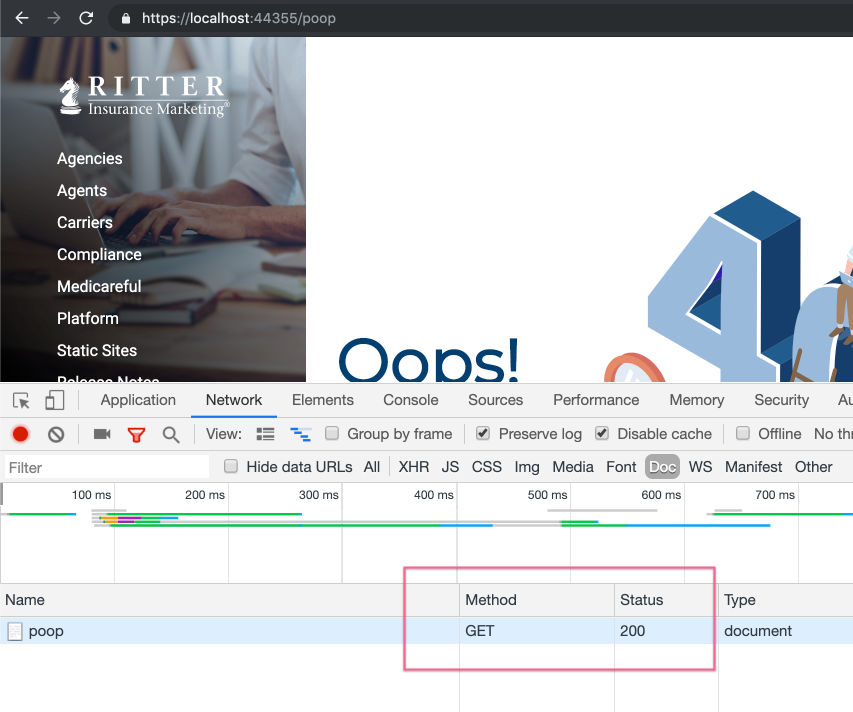 https://localhost:44355/poop
RITTER
Insurance Marketing®
Agencies
Agents
Carriers
Compliance
Medicareful
Platform
Static Sites
Release Notes
Oops!
4
Application Network Elements Console Sources Performance Memory Security Au
View: Group by frame Preserve log Disable cache Offline No thr
Filter Hide data URLs All XHR JS CSS Img Media Font Doc WS Manifest Other
100 ms 200 ms 300 ms 400 ms 500 ms 600 ms 700 ms
Name Method Status Type
poop GET 200 document